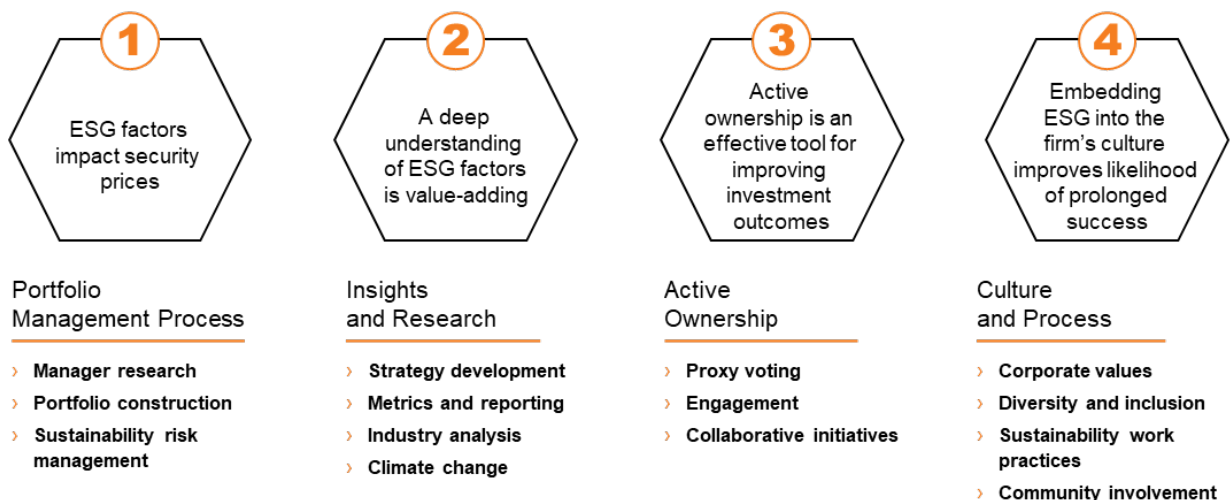 1
ESG factors
impact security
prices
2
A deep
understanding
of ESG factors
is value-adding
3
Active
ownership is an
effective tool for
improving
investment
outcomes
4
Embedding
ESG into the
firm's culture
improves likelihood
of prolonged
success
Portfolio
Management Process
› Manager research
› Portfolio construction
› Sustainability risk
management
Insights
and Research
› Strategy development
› Metrics and reporting
› Industry analysis
› Climate change
Active
Ownership
› Proxy voting
› Engagement
› Collaborative initiatives
Culture
and Process
› Corporate values
› Diversity and inclusion
› Sustainability work
practices
› Community involvement